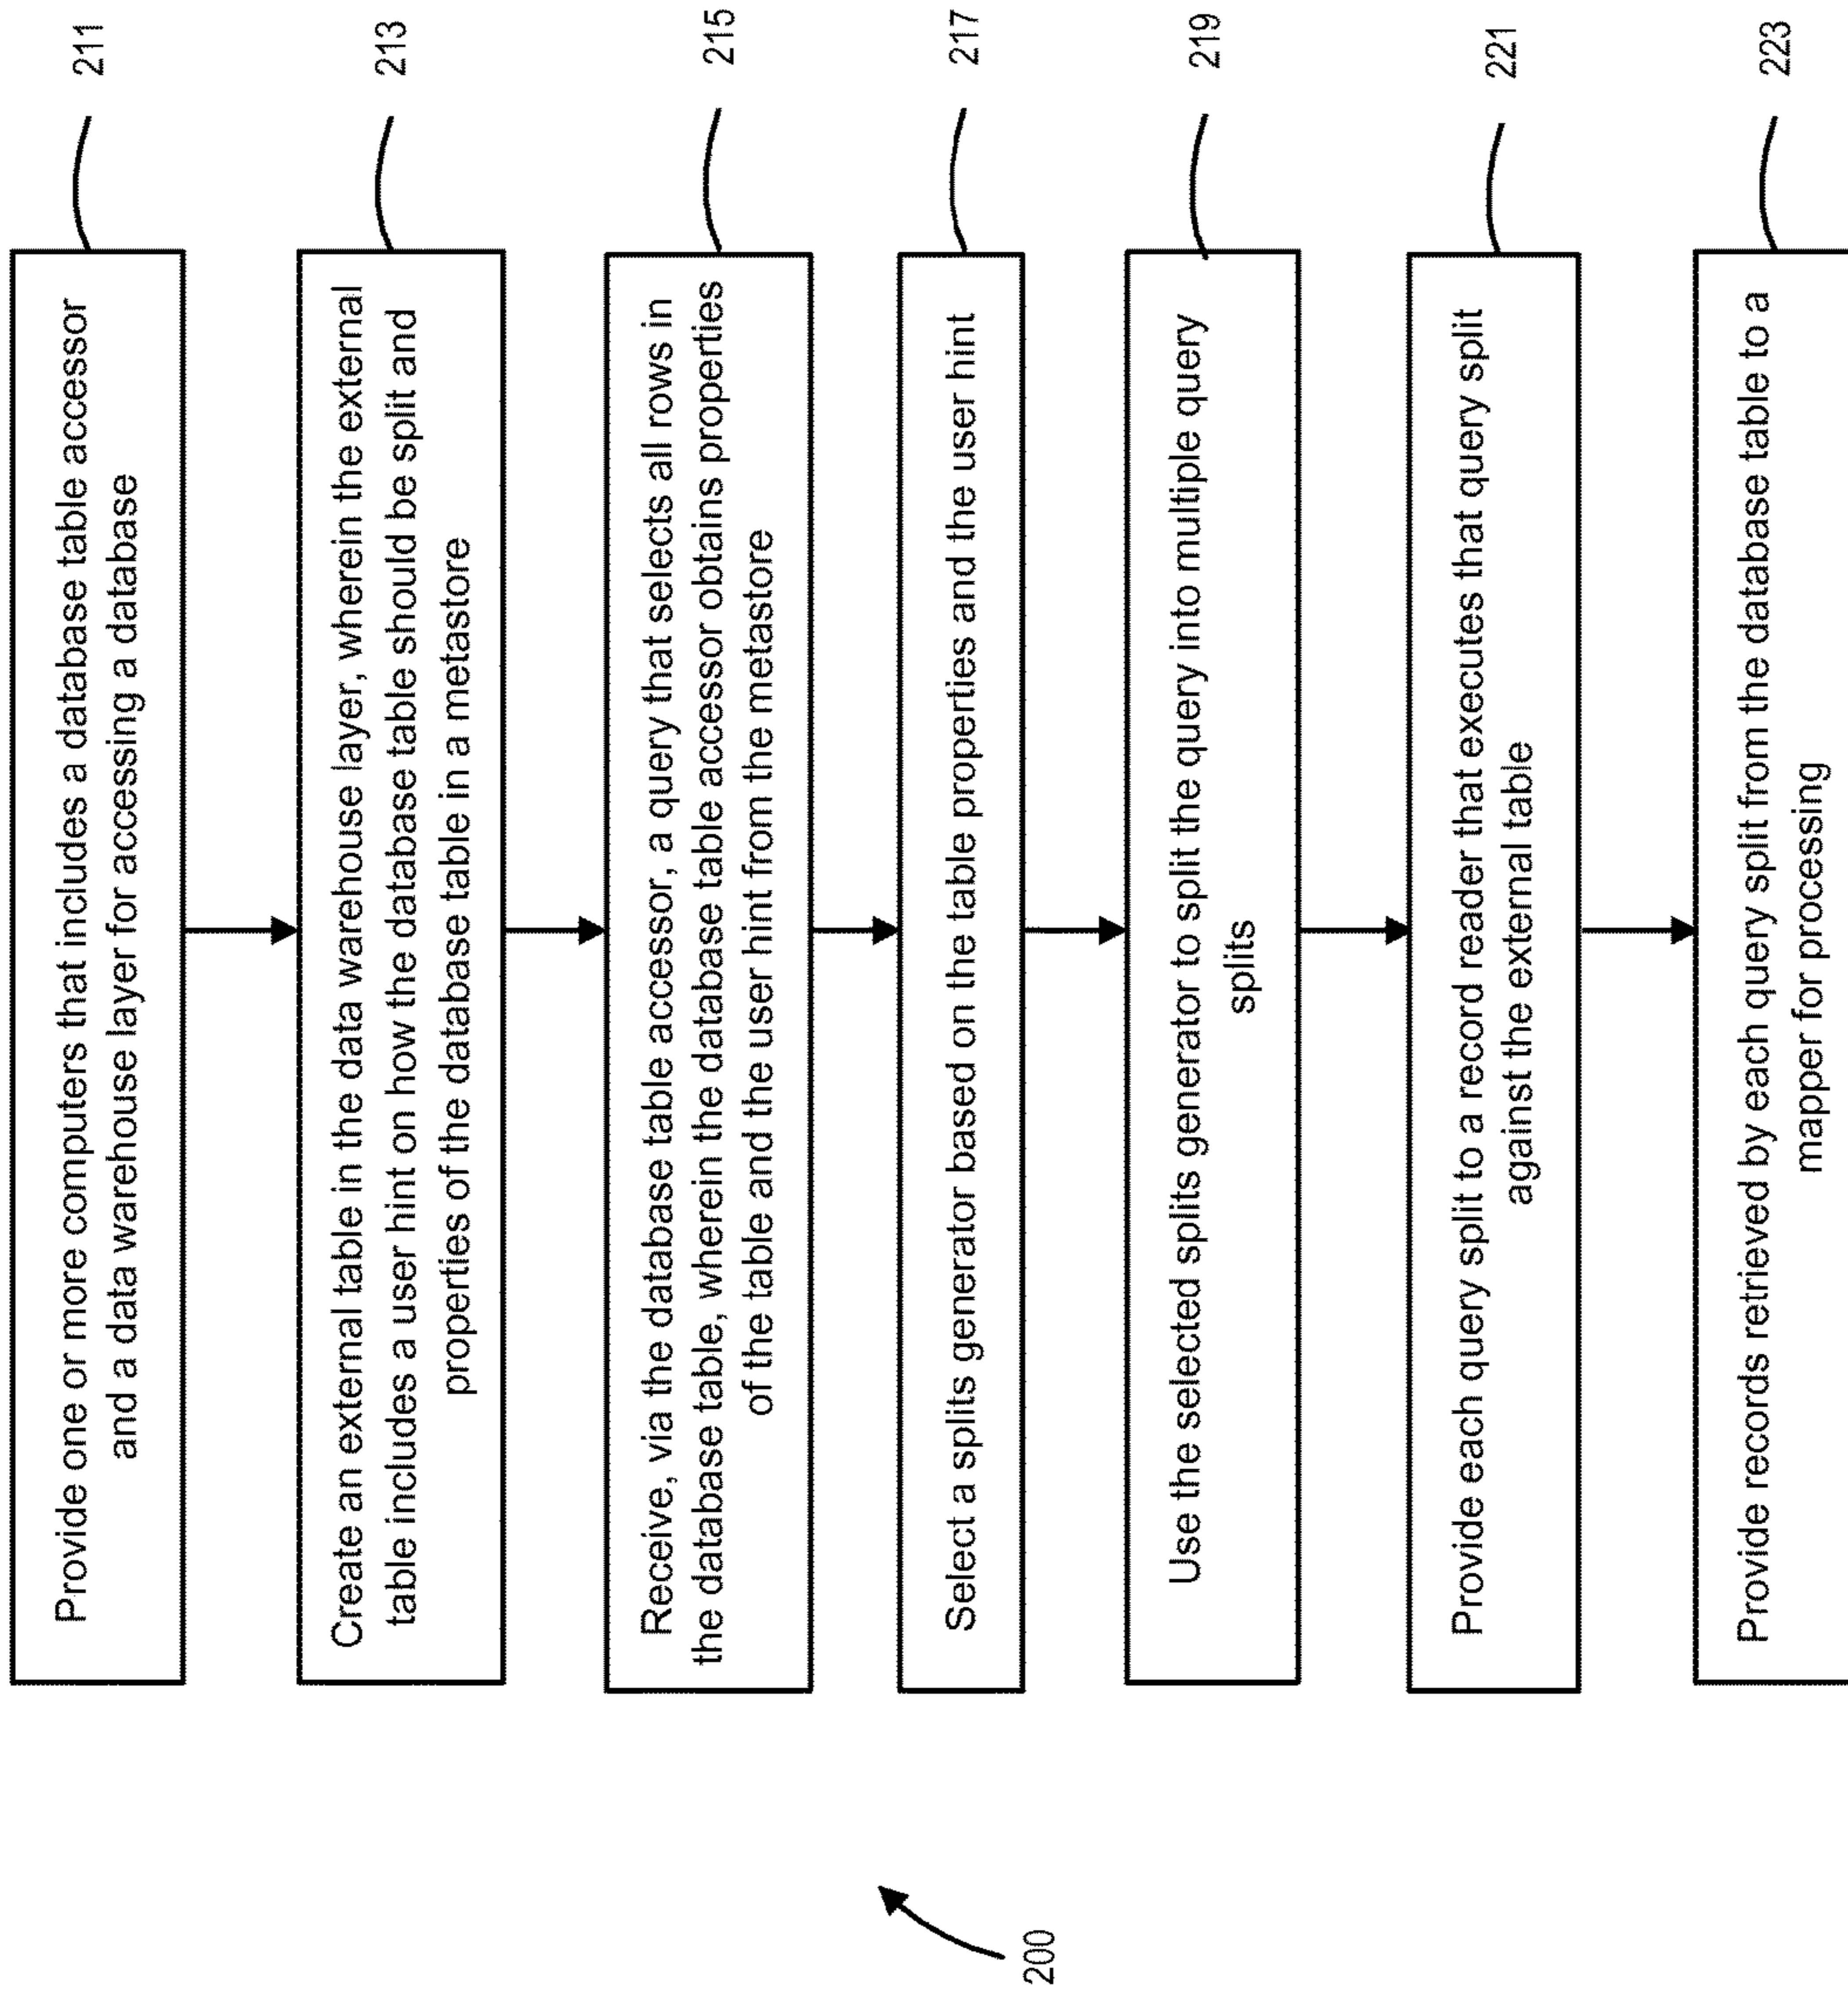 Provide one or more computers that includes a database table accessor
and a data warehouse layer for accessing a database
211
Create an external table in the data warehouse layer, wherein the external
table includes a user hint on how the database table should be split and
properties of the database table in a metastore
213
Receive, via the database table accessor, a query that selects all rows in
the database table, wherein the database table accessor obtains properties
of the table and the user hint from the metastore
215
Select a splits generator based on the table properties and the user hint
217
Use the selected splits generator to split the query into multiple query
splits
219
Provide each query split to a record reader that executes that query split
against the external table
221
Provide records retrieved by each query split from the database table to a
mapper for processing
223
200